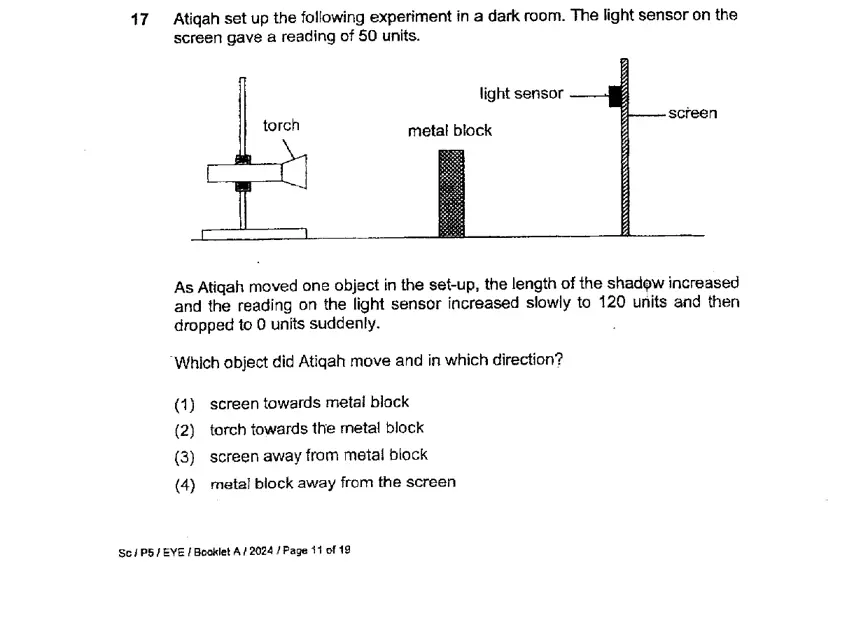 17 Atiqah set up the following experiment in a dark room. The light sensor on the
screen gave a reading of 50 units.
light sensor
screen
torch
metal block
As Atiqah moved one object in the set-up, the length of the shadow increased
and the reading on the light sensor increased slowly to 120 units and then
dropped to 0 units suddenly.
Which object did Atiqah move and in which direction?
(1) screen towards metal block
(2) torch towards the metal block
(3) screen away from metal block
(4) metal block away from the screen
Sc / P5 / EYE / Booklet A / 2024 / Page 11 of 19